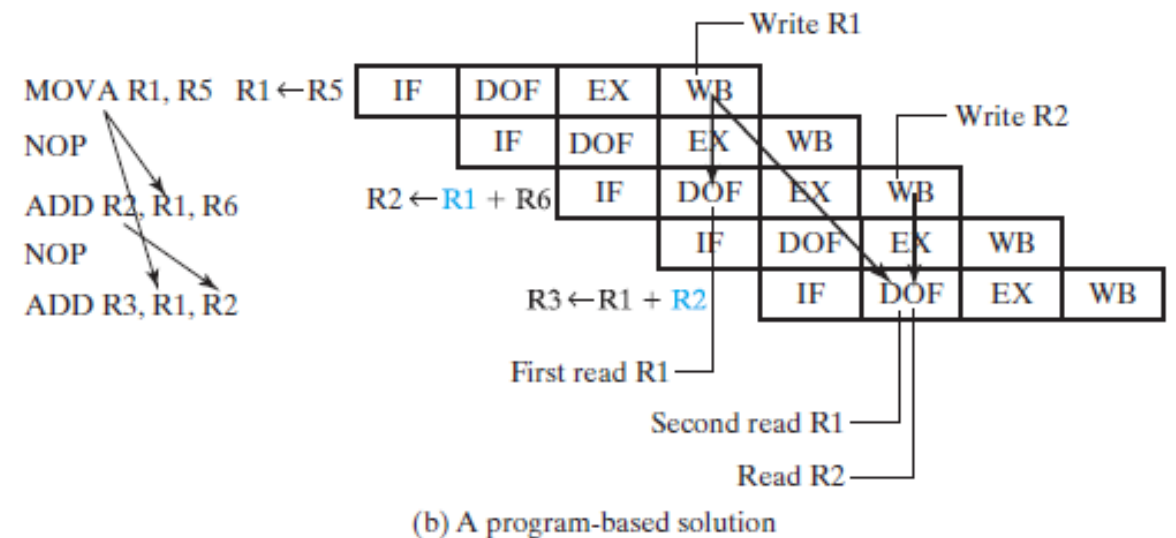 Write R1
MOVA R1, R5 R1←R5 IF DOF EX WB
Write R2
NOP IF DOF EX WB
ADD R2, R1, R6 R2←R1 + R6 IF DOF EX WB
NOP IF DOF EX WB
ADD R3, R1, R2 R3←R1 + R2 IF DOF EX WB
First read R1
Second read R1
Read R2
(b) A program-based solution